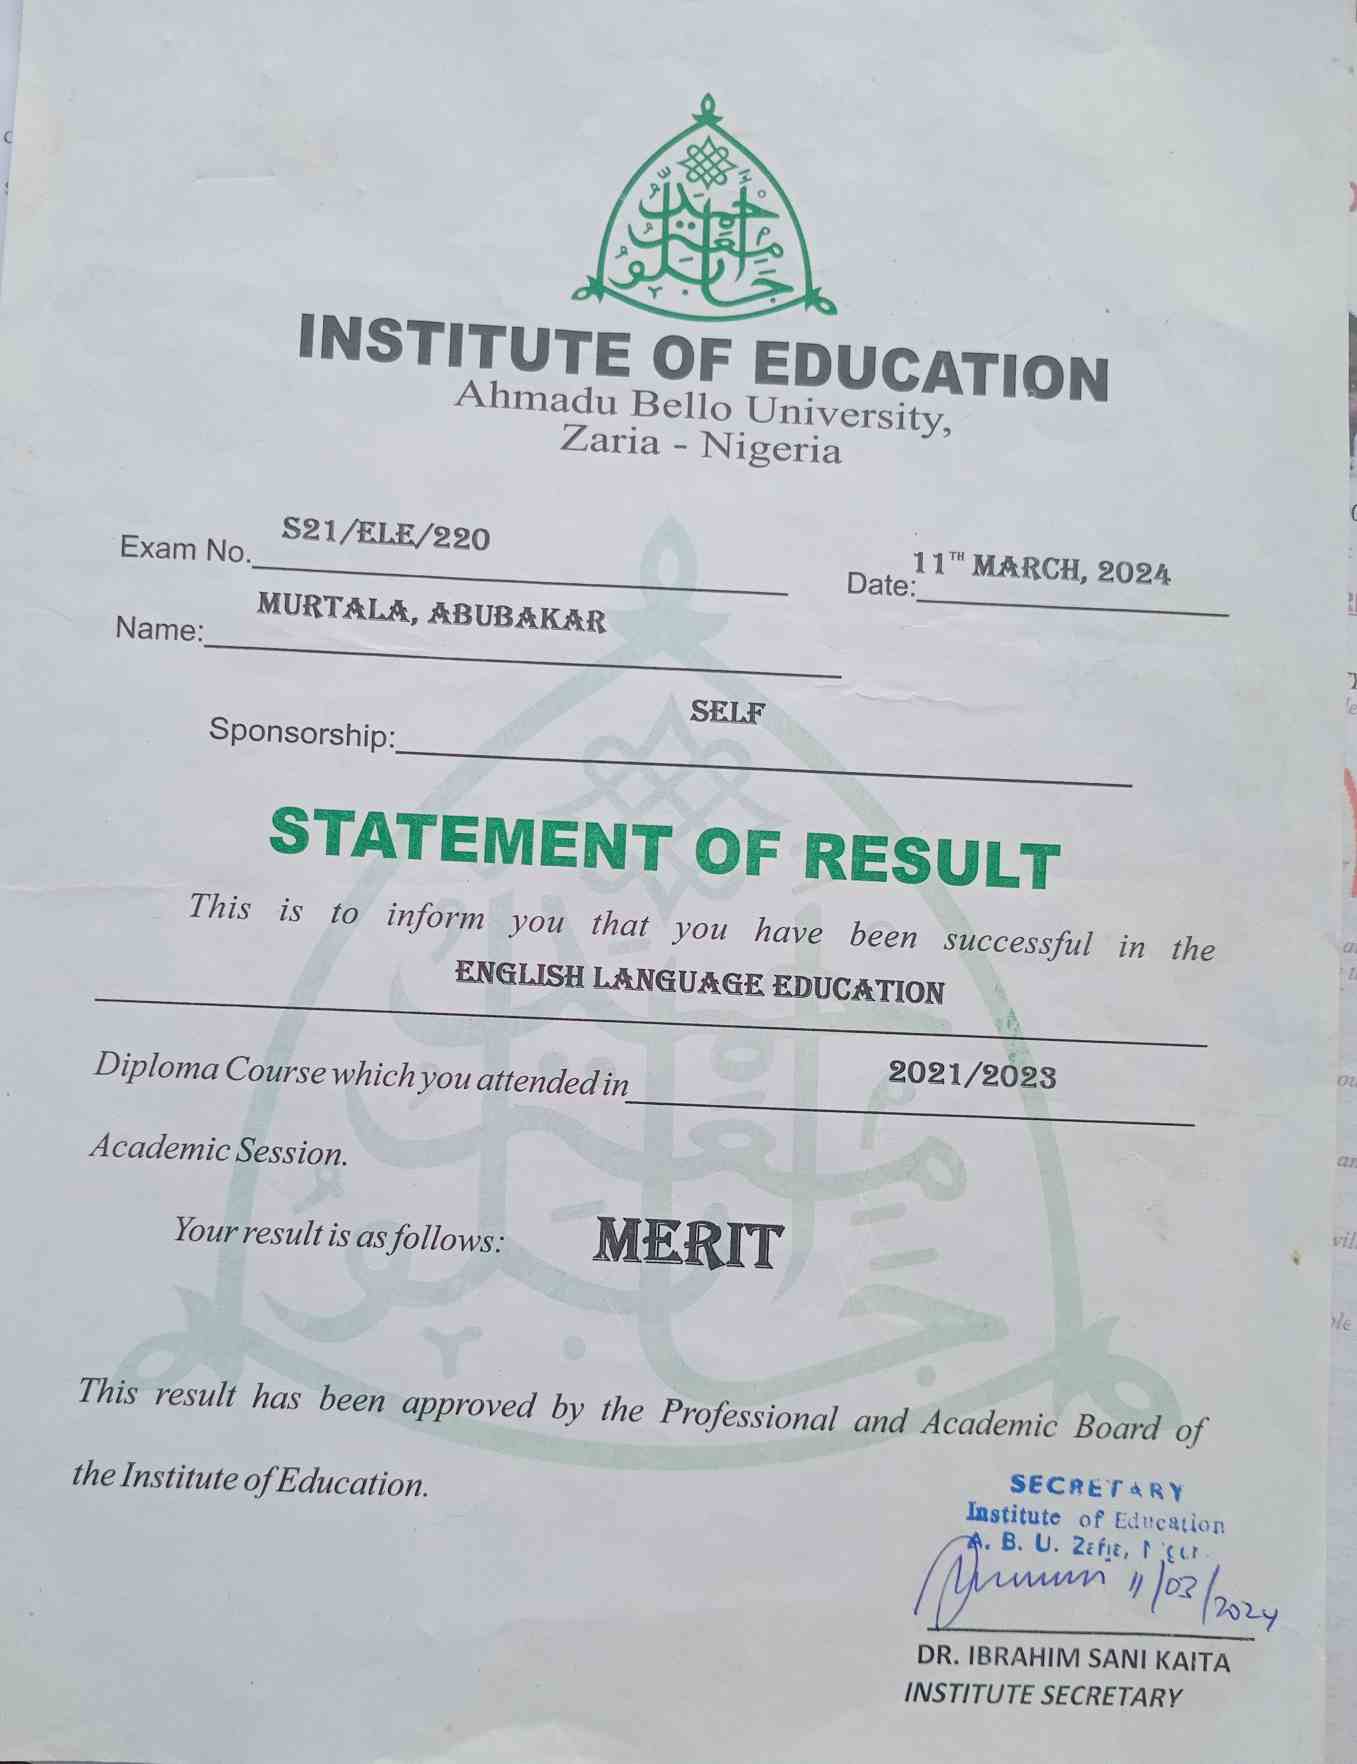 INSTITUTE OF EDUCATION
Ahmadu Bello University,
Zaria - Nigeria
Exam No. S21/ELE/220
Date: 11TH MARCH, 2024
Name: MURTALA, ABUBAKAR
Sponsorship: SELF
STATEMENT OF RESULT
This is to inform you that you have been successful in the
ENGLISH LANGUAGE EDUCATION
Diploma Course which you attended in 2021/2023
Academic Session.
Your result is as follows: MERIT
This result has been approved by the Professional and Academic Board of
the Institute of Education.
SECRETARY
Institute of Education
A. B. U.
11/03/2024
DR. IBRAHIM SANI KAITA
INSTITUTE SECRETARY